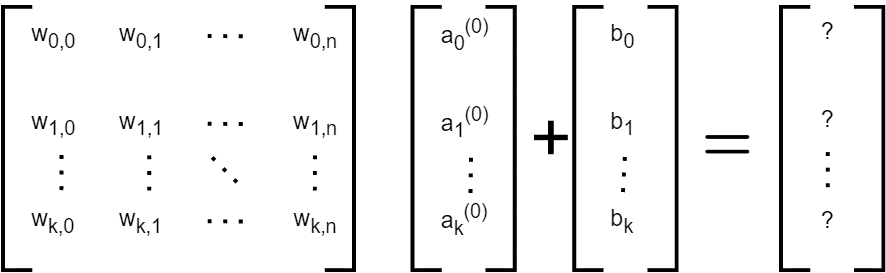 w0,0 w0,1 ... w0,n a0(0) b0 ?
w1,0 w1,1 ... w1,n a1(0) + b1 = ?
⋮ ⋮ ⋱ ⋮ ⋮ ⋮ ⋮
wk,0 wk,1 ... wk,n ak(0) bk ?